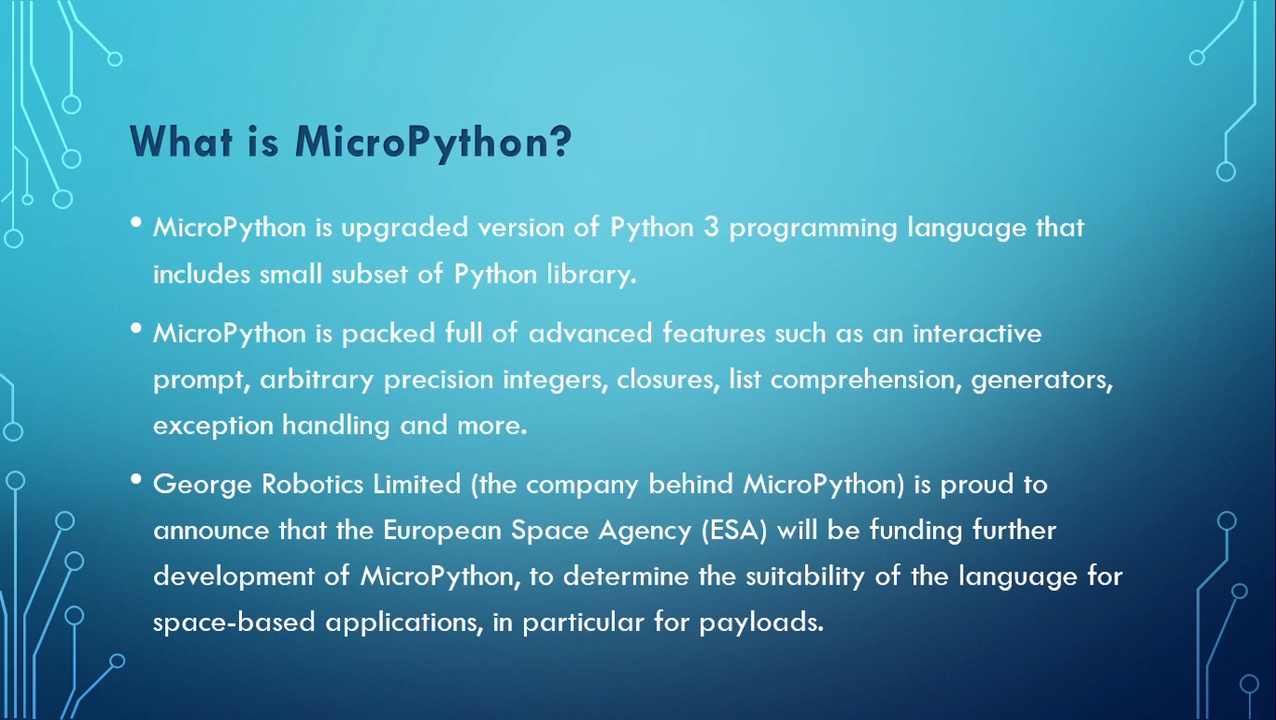 What is MicroPython?
• MicroPython is upgraded version of Python 3 programming language that
includes small subset of Python library.
• MicroPython is packed full of advanced features such as an interactive
prompt, arbitrary precision integers, closures, list comprehension, generators,
exception handling and more.
• George Robotics Limited (the company behind MicroPython) is proud to
announce that the European Space Agency (ESA) will be funding further
development of MicroPython, to determine the suitability of the language for
space-based applications, in particular for payloads.